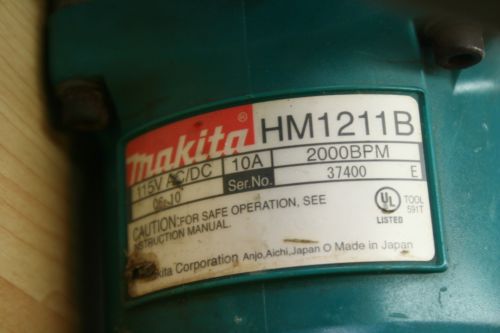 makita® HM1211B
115V AC/DC 10A 2000BPM
06-10 Ser.No. 37400 E
CAUTION: FOR SAFE OPERATION, SEE
INSTRUCTION MANUAL.
UL
LISTED
TOOL
591T
Makita Corporation Anjo, Aichi, Japan O Made in Japan